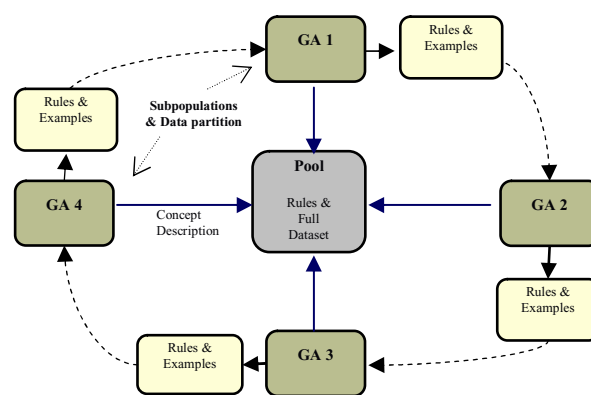 GA 1
Rules &
Examples
Rules &
Examples
Subpopulations
& Data partition
Pool
Rules &
Full
Dataset
GA 4
Concept
Description
GA 2
Rules &
Examples
Rules &
Examples
GA 3